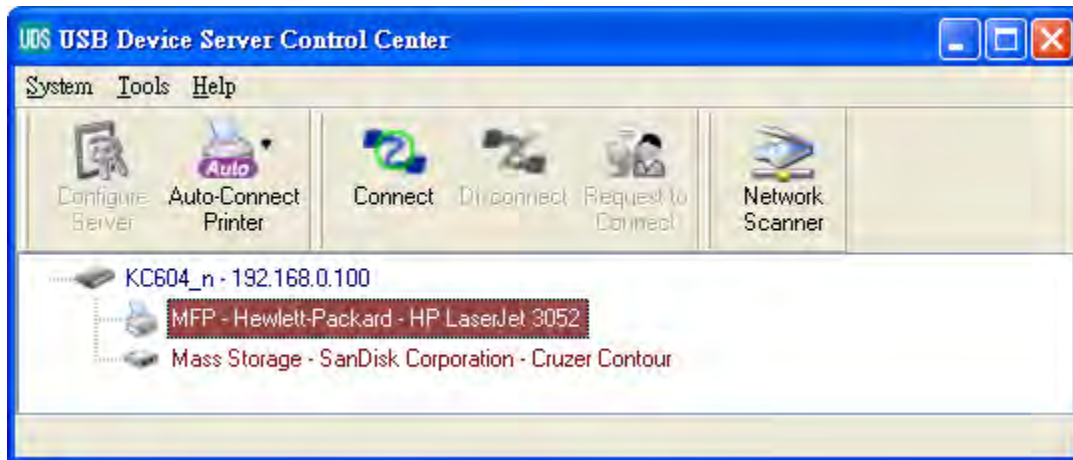 UDS USB Device Server Control Center
System Tools Help
Auto
Configure Server
Auto-Connect Printer
Connect
Disconnect
Request to Connect
Network Scanner
KC604_n - 192.168.0.100
MFP - Hewlett-Packard - HP LaserJet 3052
Mass Storage - SanDisk Corporation - Cruzer Contour